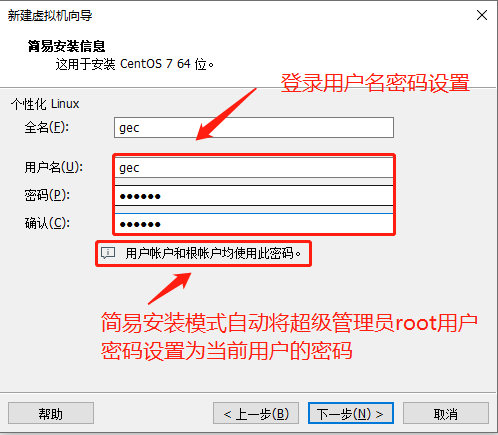 新建虚拟机向导
简易安装信息
这用于安装 CentOS 7 64 位。
登录用户名密码设置
个性化 Linux
全名(F): gec
用户名(U): gec
密码(P): ●●●●●●
确认(C): ●●●●●●
用户帐户和根帐户均使用此密码。
简易安装模式自动将超级管理员root用户
密码设置为当前用户的密码
帮助 < 上一步(B) 下一步(N) > 取消